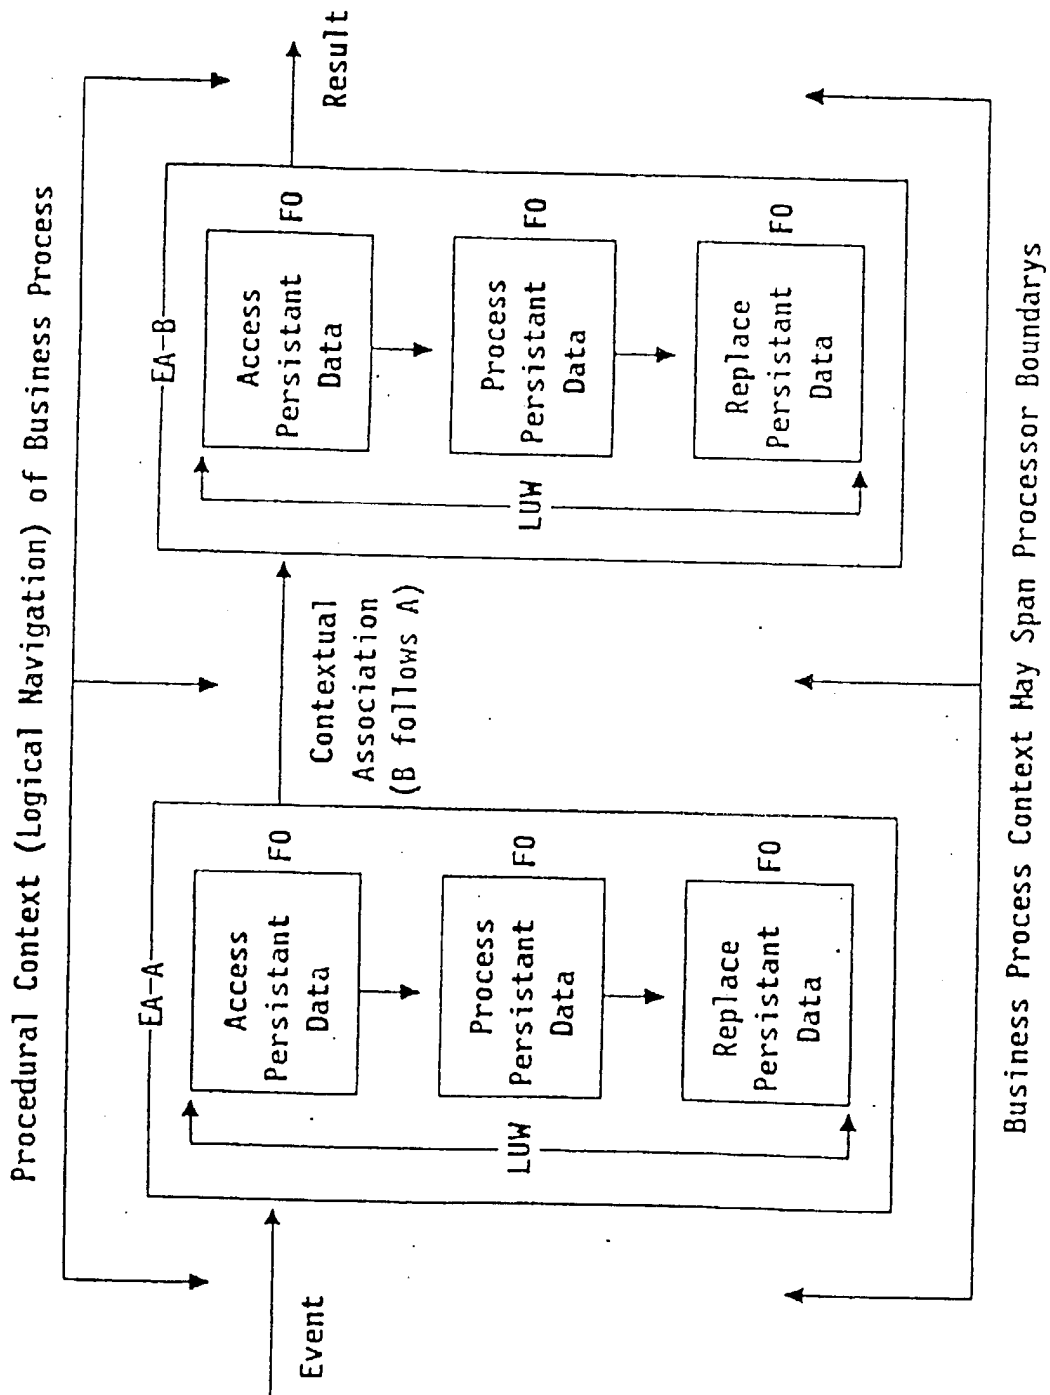 Procedural Context (Logical Navigation) of Business Process
Event
EA-A
LUW
Access
Persistant
Data
FO
Process
Persistant
Data
FO
Replace
Persistant
Data
FO
Contextual
Association
(B follows A)
EA-B
LUW
Access
Persistant
Data
FO
Process
Persistant
Data
FO
Replace
Persistant
Data
FO
Result
Business Process Context May Span Processor Boundarys